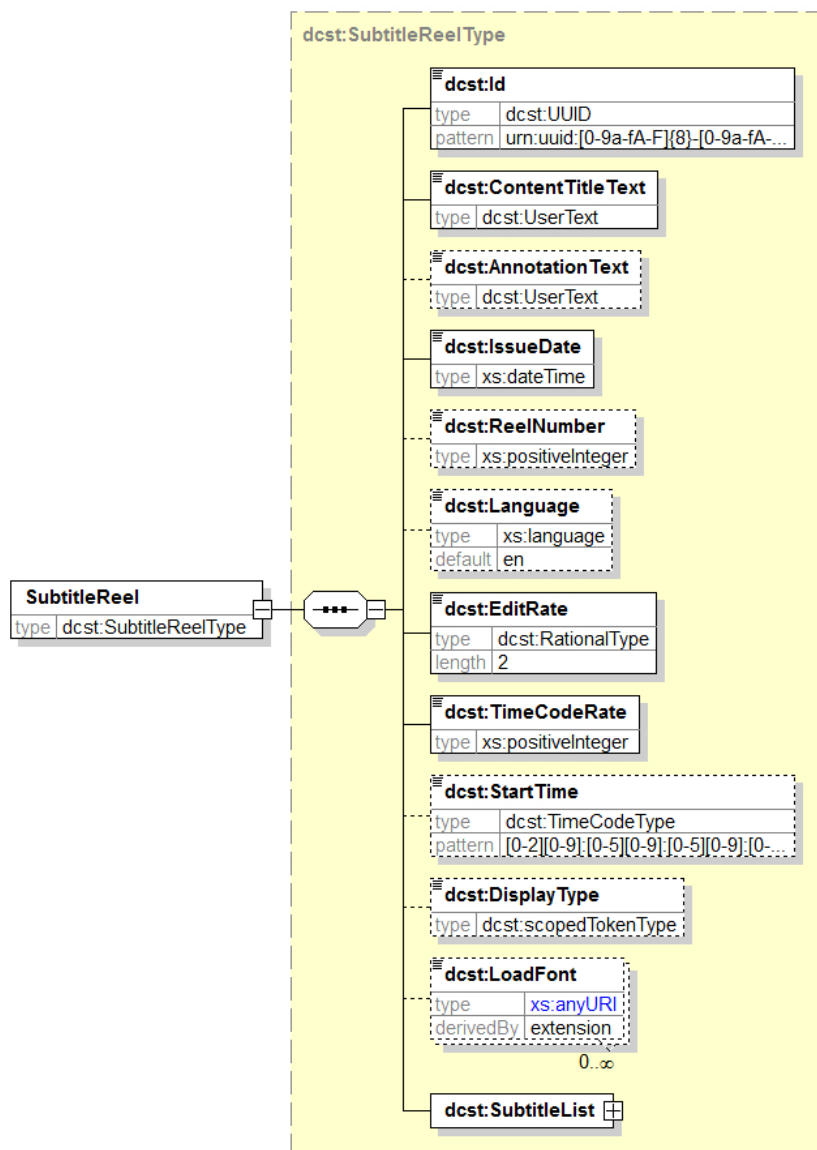 dcst:SubtitleReelType
dcst:Id
type dcst:UUID
pattern urn:uuid:[0-9a-fA-F]{8}-[0-9a-fA-...
dcst:ContentTitleText
type dcst:UserText
dcst:AnnotationText
type dcst:UserText
dcst:IssueDate
type xs:dateTime
dcst:ReelNumber
type xs:positiveInteger
dcst:Language
type xs:language
default en
SubtitleReel
type dcst:SubtitleReelType
dcst:EditRate
type dcst:RationalType
length 2
dcst:TimeCodeRate
type xs:positiveInteger
dcst:StartTime
type dcst:TimeCodeType
pattern [0-2][0-9]:[0-5][0-9]:[0-5][0-9]:[0-...
dcst:DisplayType
type dcst:scopedTokenType
dcst:LoadFont
type xs:anyURI
derivedBy extension
0..∞
dcst:SubtitleList